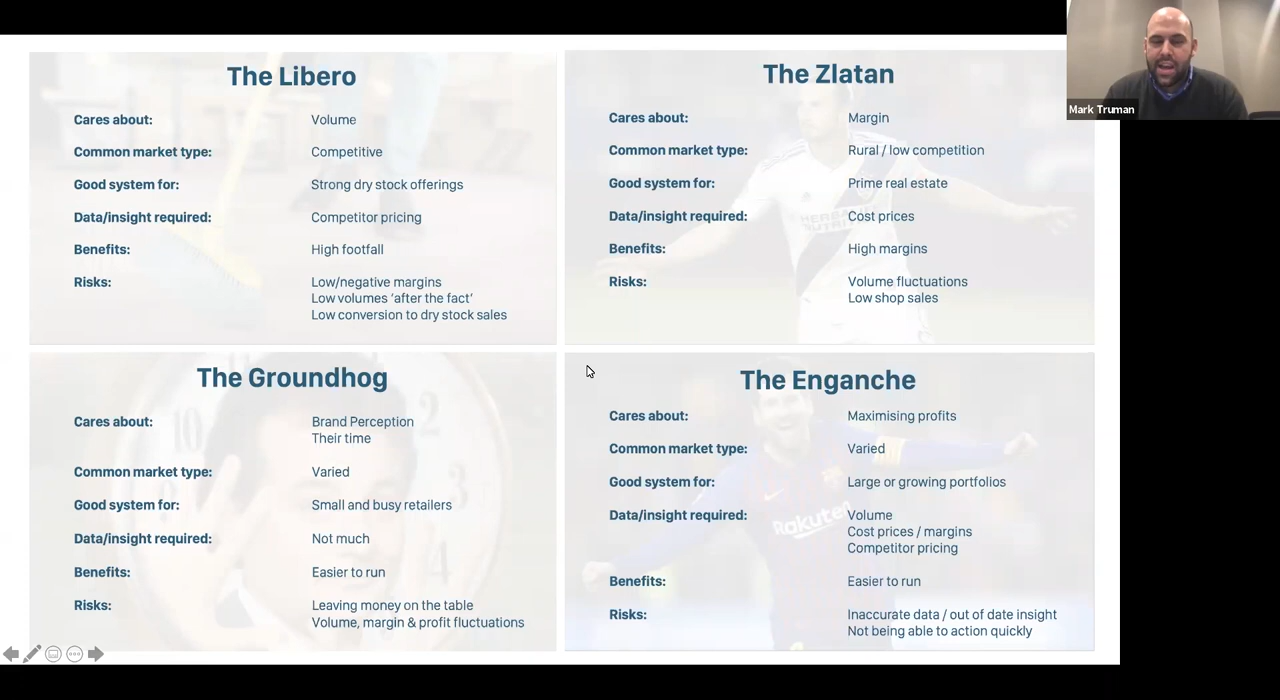 The Libero
Cares about: Volume
Common market type: Competitive
Good system for: Strong dry stock offerings
Data/insight required: Competitor pricing
Benefits: High footfall
Risks: Low/negative margins
Low volumes ‘after the fact’
Low conversion to dry stock sales
The Zlatan
Cares about: Margin
Common market type: Rural / low competition
Good system for: Prime real estate
Data/insight required: Cost prices
Benefits: High margins
Risks: Volume fluctuations
Low shop sales
HERBALIFE
NUTRITION
Mark Truman
The Groundhog
Cares about: Brand Perception
Their time
Common market type: Varied
Good system for: Small and busy retailers
Data/insight required: Not much
Benefits: Easier to run
Risks: Leaving money on the table
Volume, margin & profit fluctuations
10
2
3
4
The Enganche
Cares about: Maximising profits
Common market type: Varied
Good system for: Large or growing portfolios
Data/insight required: Volume
Cost prices / margins
Competitor pricing
Benefits: Easier to run
Risks: Inaccurate data / out of date insight
Not being able to action quickly
Rakuten